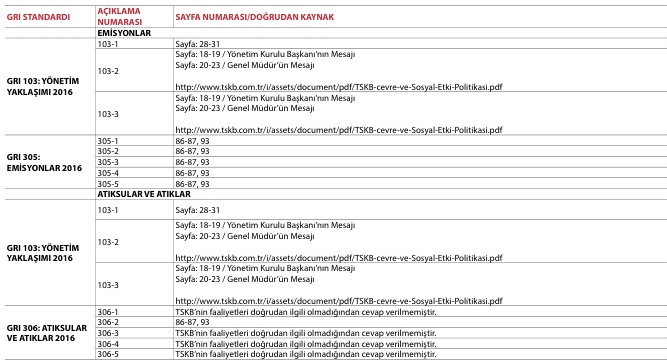 GRI STANDARDI AÇIKLAMA NUMARASI SAYFA NUMARASI/DOĞRUDAN KAYNAK
EMİSYONLAR
GRI 103: YÖNETİM YAKLAŞIMI 2016
103-1 Sayfa: 28-31
103-2 Sayfa: 18-19 / Yönetim Kurulu Başkanı'nın Mesajı
Sayfa: 20-23 / Genel Müdür'ün Mesajı
http://www.tskb.com.tr/i/assets/document/pdf/TSKB-cevre-ve-Sosyal-Etki-Politikasi.pdf
103-3 Sayfa: 18-19 / Yönetim Kurulu Başkanı'nın Mesajı
Sayfa: 20-23 / Genel Müdür'ün Mesajı
http://www.tskb.com.tr/i/assets/document/pdf/TSKB-cevre-ve-Sosyal-Etki-Politikasi.pdf
GRI 305: EMİSYONLAR 2016
305-1 86-87, 93
305-2 86-87, 93
305-3 86-87, 93
305-4 86-87, 93
305-5 86-87, 93
ATIKSULAR VE ATIKLAR
GRI 103: YÖNETİM YAKLAŞIMI 2016
103-1 Sayfa: 28-31
103-2 Sayfa: 18-19 / Yönetim Kurulu Başkanı'nın Mesajı
Sayfa: 20-23 / Genel Müdür'ün Mesajı
http://www.tskb.com.tr/i/assets/document/pdf/TSKB-cevre-ve-Sosyal-Etki-Politikasi.pdf
103-3 Sayfa: 18-19 / Yönetim Kurulu Başkanı'nın Mesajı
Sayfa: 20-23 / Genel Müdür'ün Mesajı
http://www.tskb.com.tr/i/assets/document/pdf/TSKB-cevre-ve-Sosyal-Etki-Politikasi.pdf
GRI 306: ATIKSULAR VE ATIKLAR 2016
306-1 TSKB'nin faaliyetleri doğrudan ilgili olmadığından cevap verilmemiştir.
306-2 86-87, 93
306-3 TSKB'nin faaliyetleri doğrudan ilgili olmadığından cevap verilmemiştir.
306-4 TSKB'nin faaliyetleri doğrudan ilgili olmadığından cevap verilmemiştir.
306-5 TSKB'nin faaliyetleri doğrudan ilgili olmadığından cevap verilmemiştir.